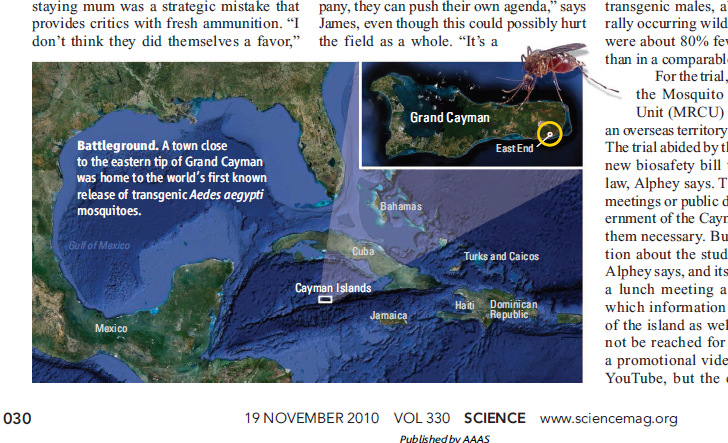 staying mum was a strategic mistake that
provides critics with fresh ammunition. “I
don’t think they did themselves a favor,”
pany, they can push their own agenda,” says
James, even though this could possibly hurt
the field as a whole. “It’s a
Battleground. A town close
to the eastern tip of Grand Cayman
was home to the world’s first known
release of transgenic Aedes aegypti
mosquitoes.
Grand Cayman
East End
Gulf of Mexico
Bahamas
Cuba
Turks and Caicos
Cayman Islands
Jamaica
Haiti
Dominican
Republic
Mexico
transgenic males, a
rally occurring wild
were about 80% few
than in a comparable
For the trial,
the Mosquito
Unit (MRCU)
an overseas territory
The trial abided by th
new biosafety bill
law, Alphey says. T
meetings or public d
ernment of the Caym
them necessary. Bu
tion about the stud
Alphey says, and its
a lunch meeting a
which information
of the island as wel
not be reached for
a promotional vide
YouTube, but the
030
19 NOVEMBER 2010 VOL 330 SCIENCE www.sciencemag.org
Published by AAAS